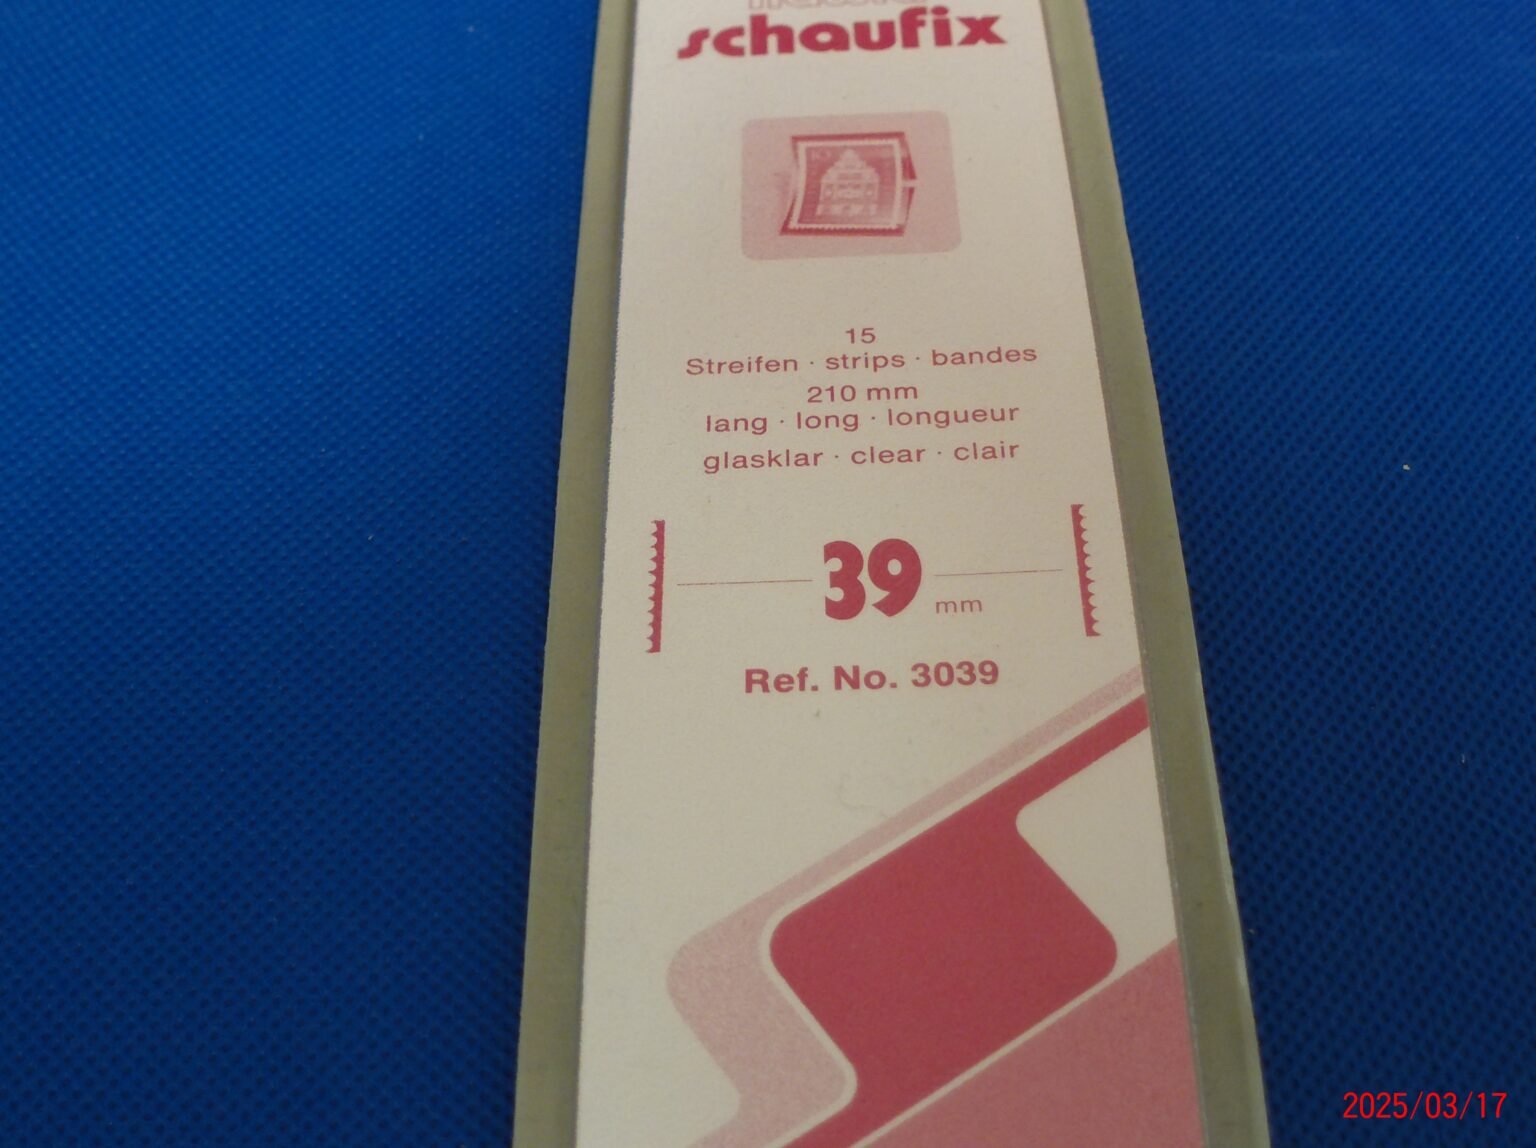 schaufix
15
Streifen · strips · bandes
210 mm
lang · long · longueur
glasklar · clear · clair
39 mm
Ref. No. 3039
2025/03/17